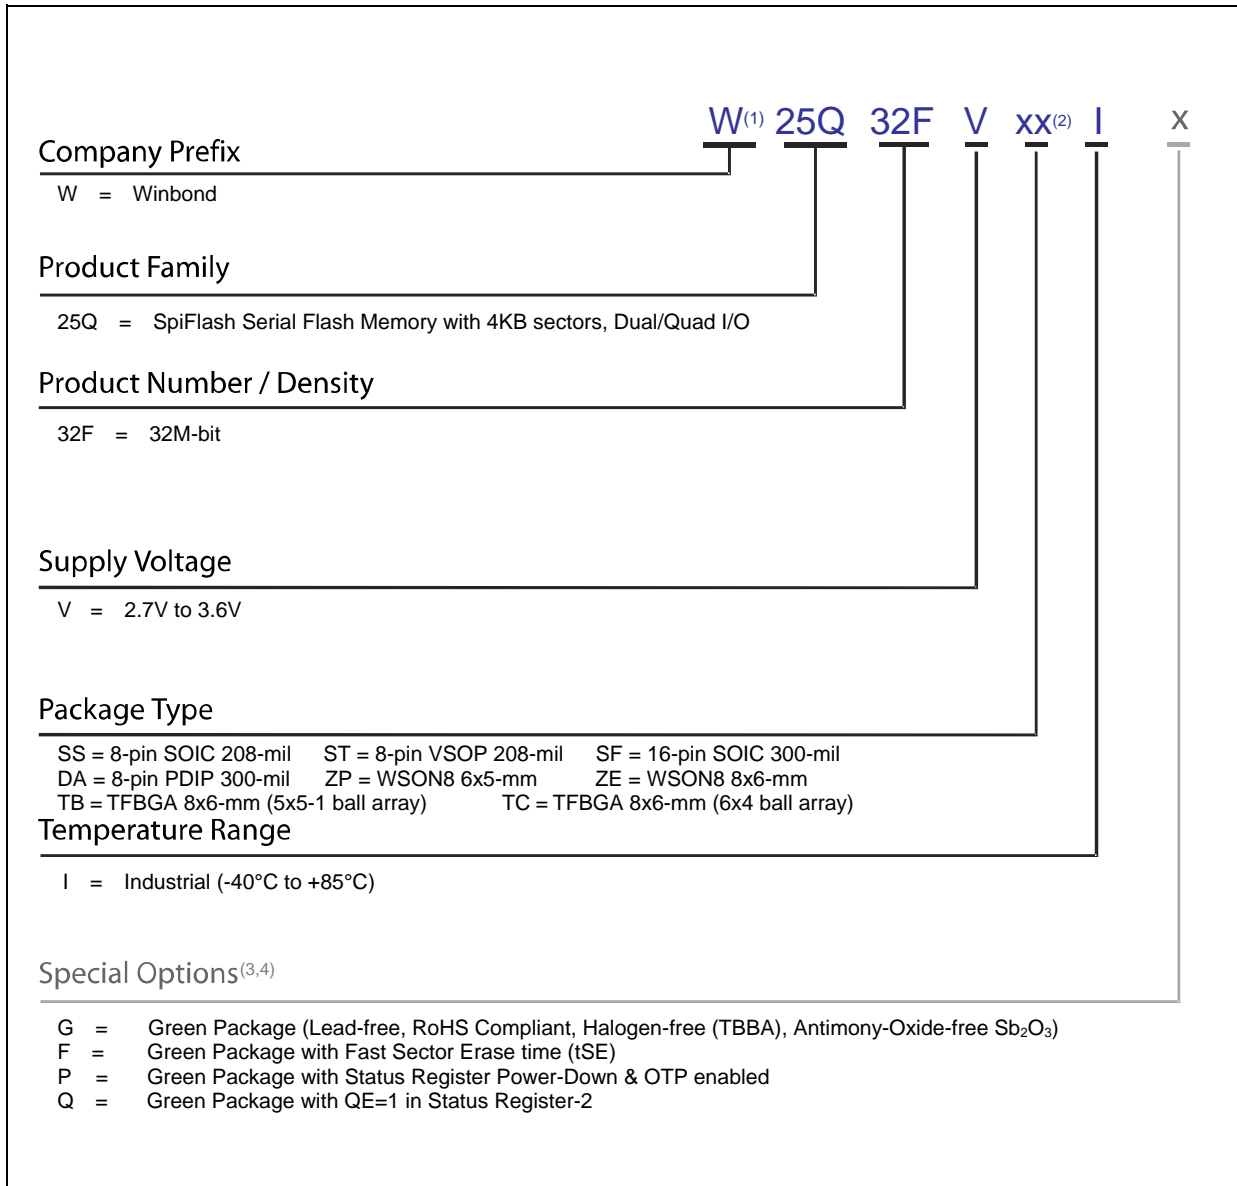 W(1) 25Q 32F V xx(2) I x
Company Prefix
W = Winbond
Product Family
25Q = SpiFlash Serial Flash Memory with 4KB sectors, Dual/Quad I/O
Product Number / Density
32F = 32M-bit
Supply Voltage
V = 2.7V to 3.6V
Package Type
SS = 8-pin SOIC 208-mil ST = 8-pin VSOP 208-mil SF = 16-pin SOIC 300-mil
DA = 8-pin PDIP 300-mil ZP = WSON8 6x5-mm ZE = WSON8 8x6-mm
TB = TFBGA 8x6-mm (5x5-1 ball array) TC = TFBGA 8x6-mm (6x4 ball array)
Temperature Range
I = Industrial (-40°C to +85°C)
Special Options(3,4)
G = Green Package (Lead-free, RoHS Compliant, Halogen-free (TBBA), Antimony-Oxide-free Sb₂O₃)
F = Green Package with Fast Sector Erase time (tSE)
P = Green Package with Status Register Power-Down & OTP enabled
Q = Green Package with QE=1 in Status Register-2